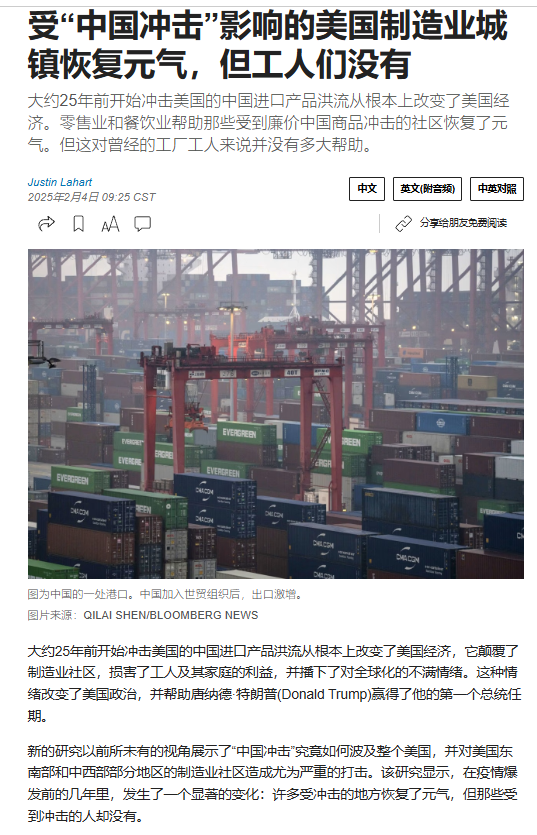 受“中国冲击”影响的美国制造业城
镇恢复元气，但工人们没有
大约25年前开始冲击美国的中国进口产品洪流从根本上改变了美国经
济。零售业和餐饮业帮助那些受到廉价中国商品冲击的社区恢复了元
气。但这对曾经的工厂工人来说并没有多大帮助。
Justin Lahart
2025年2月4日 09:25 CST
中文
英文(附音频)
中英对照
分享给朋友免费阅读
EVERGREEN
EVERGREEN
EVERGREEN
EVERGREEN
EVERGREEN
CMA CGM
CMA CGM
CMA CGM
图为中国的一处港口。中国加入世贸组织后，出口激增。
图片来源：QILAI SHEN/BLOOMBERG NEWS
大约25年前开始冲击美国的中国进口产品洪流从根本上改变了美国经济，它颠覆了
制造业社区，损害了工人及其家庭的利益，并播下了对全球化的不满情绪。这种情
绪改变了美国政治，并帮助唐纳德·特朗普(Donald Trump)赢得了他的第一个总统任
期。
新的研究以前所未有的视角展示了“中国冲击”究竟如何波及整个美国，并对美国东
南部和中西部部分地区的制造业社区造成尤为严重的打击。该研究显示，在疫情爆
发前的几年里，发生了一个显著的变化：许多受冲击的地方恢复了元气，但那些受
到冲击的人却没有。